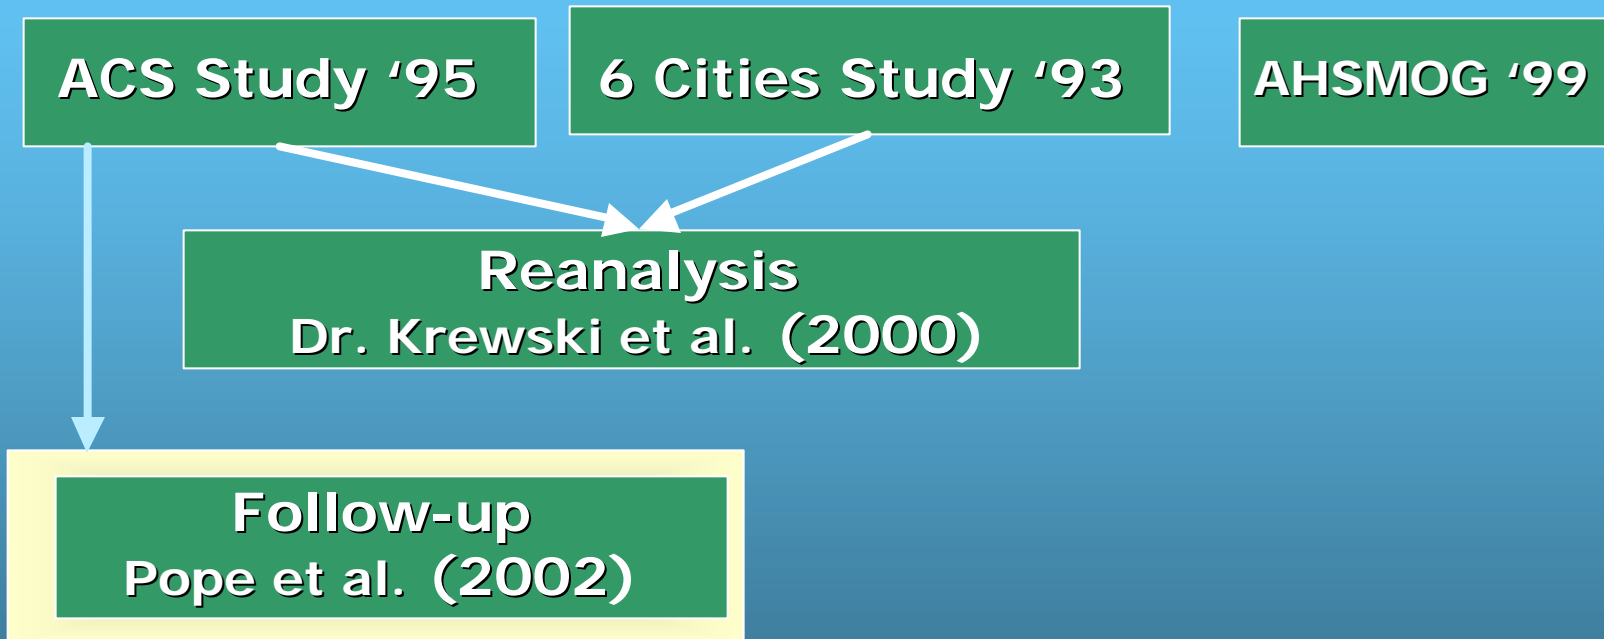 ACS Study ‘95
6 Cities Study ‘93
AHSMOG ‘99
Reanalysis
Dr. Krewski et al. (2000)
Follow-up
Pope et al. (2002)